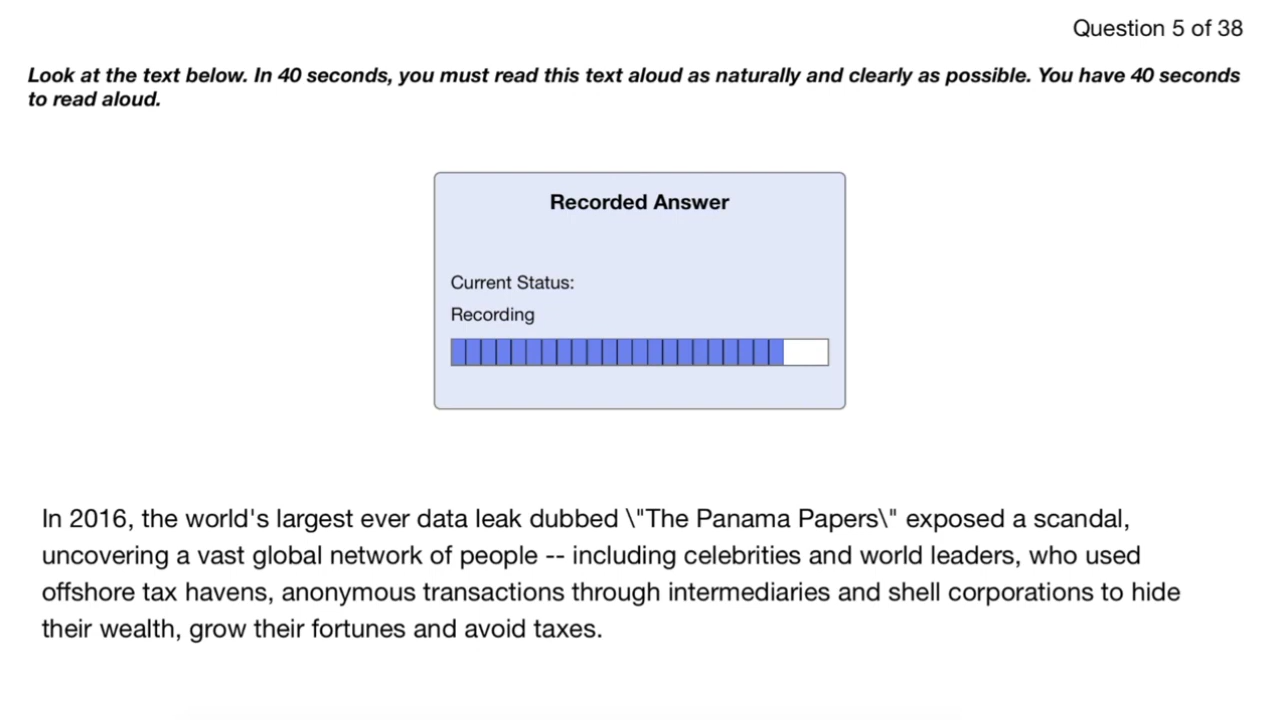 Question 5 of 38
Look at the text below. In 40 seconds, you must read this text aloud as naturally and clearly as possible. You have 40 seconds
to read aloud.
Recorded Answer
Current Status:
Recording
In 2016, the world's largest ever data leak dubbed \"The Panama Papers\" exposed a scandal,
uncovering a vast global network of people -- including celebrities and world leaders, who used
offshore tax havens, anonymous transactions through intermediaries and shell corporations to hide
their wealth, grow their fortunes and avoid taxes.